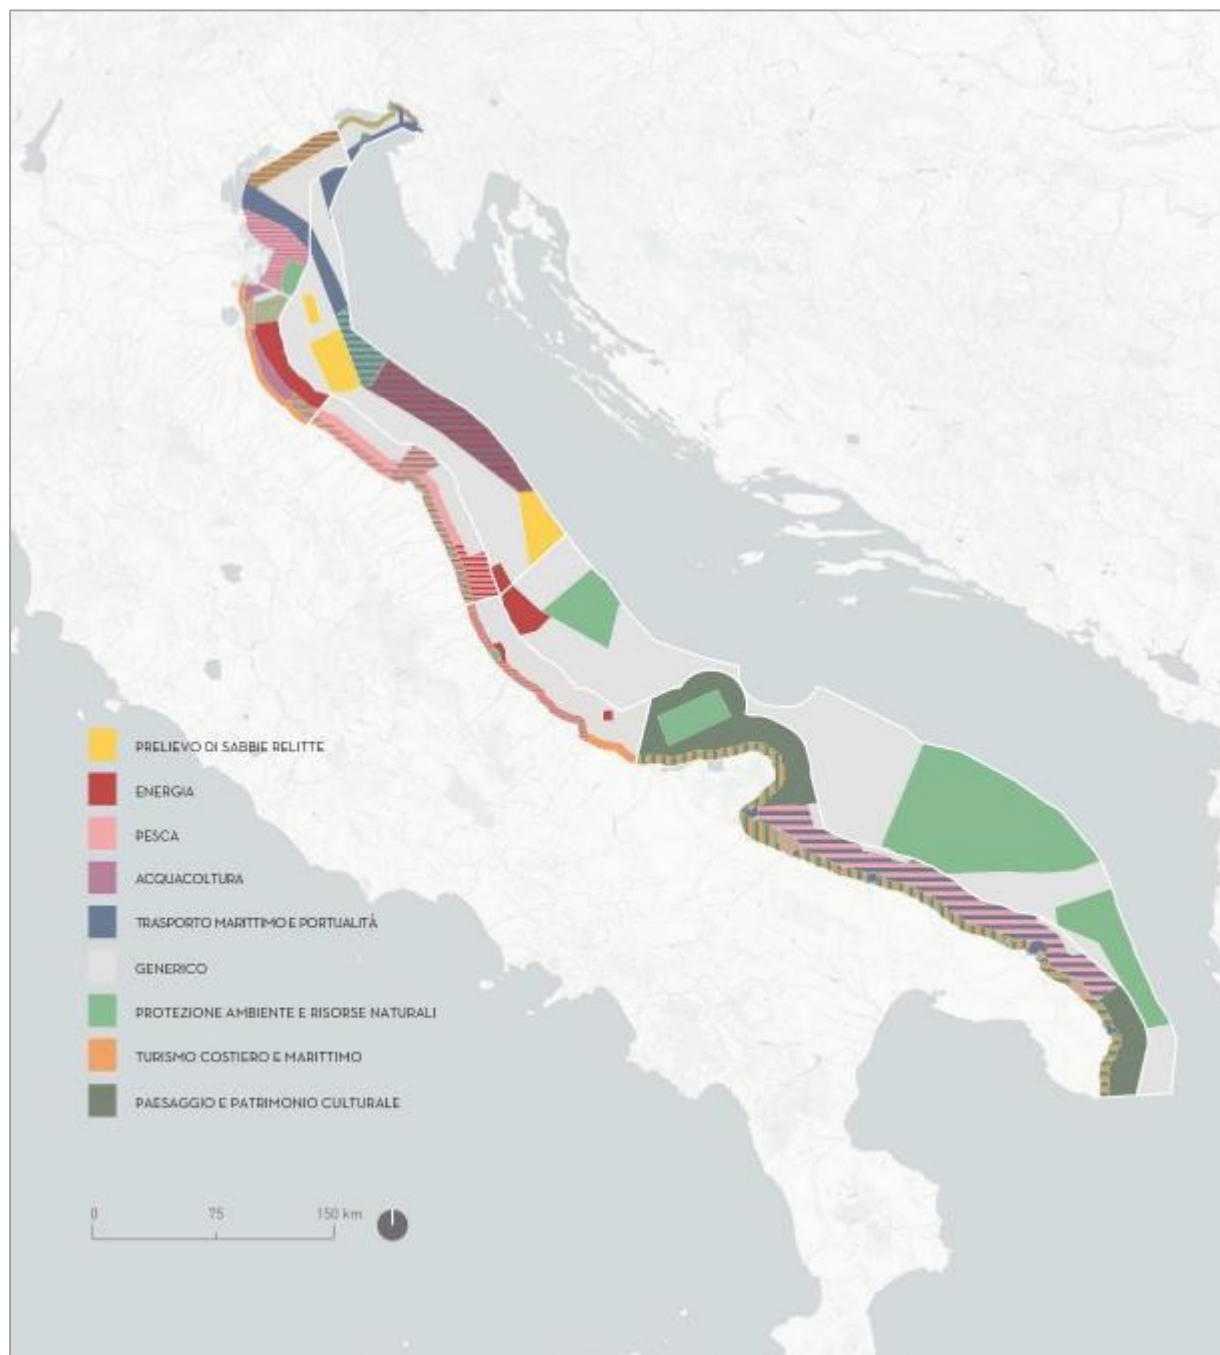 PRELIEVO DI SABBIE RELITTE
ENERGIA
PESCA
ACQUACOLTURA
TRASPORTO MARITTIMO E PORTUALITÀ
GENERICO
PROTEZIONE AMBIENTE E RISORSE NATURALI
TURISMO COSTIERO E MARITTIMO
PAESAGGIO E PATRIMONIO CULTURALE
0 75 150 km